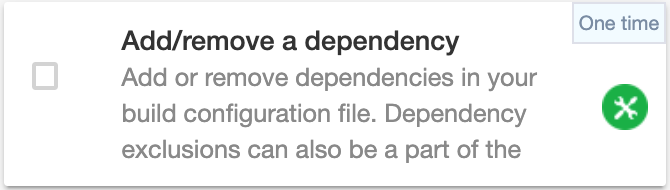 One time
Add/remove a dependency
Add or remove dependencies in your
build configuration file. Dependency
exclusions can also be a part of the